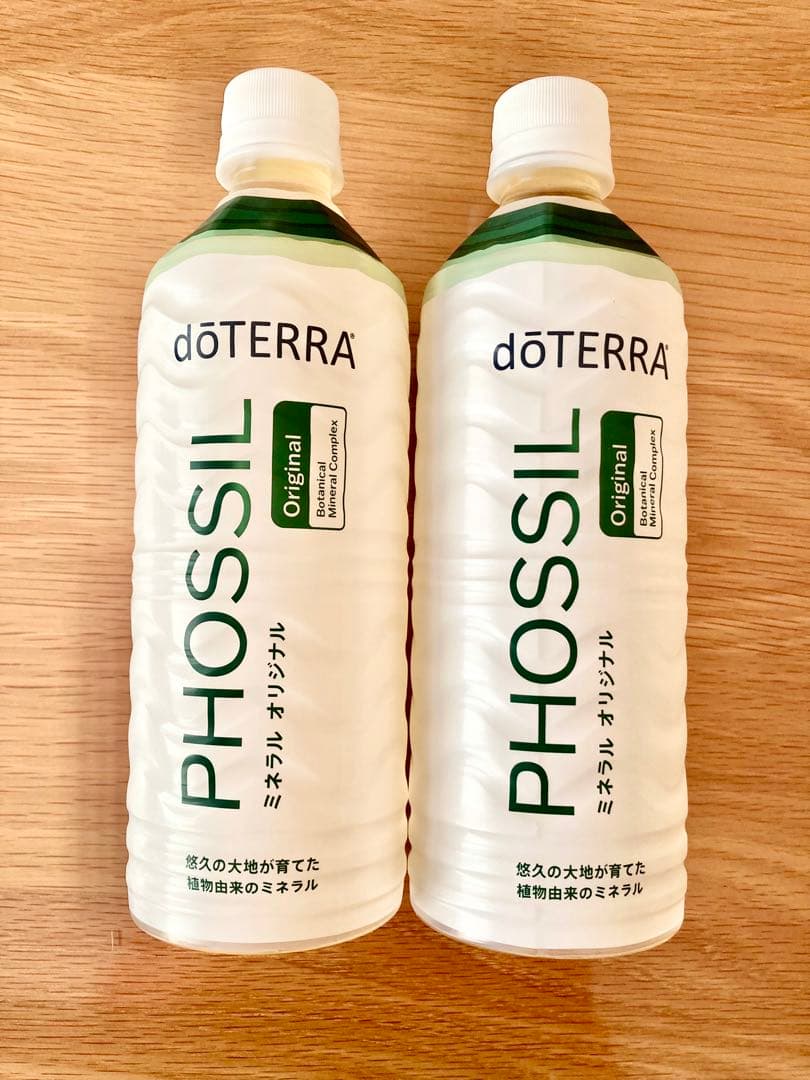 dōTERRA®
PHOSSIL
Original
Botanical
Mineral Complex
ミネラル オリジナル
悠久の大地が育てた
植物由来のミネラル
dōTERRA®
PHOSSIL
Original
Botanical
Mineral Complex
ミネラル オリジナル
悠久の大地が育てた
植物由来のミネラル